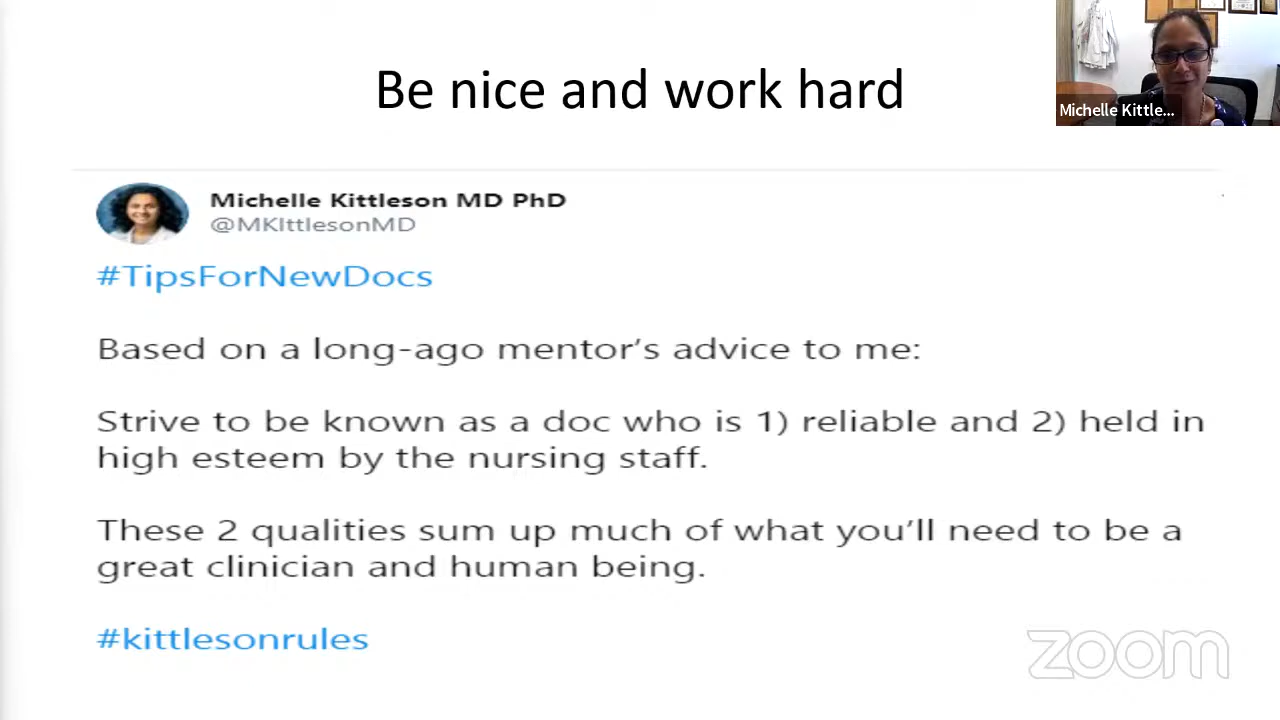 Be nice and work hard
Michelle Kittle...
Michelle Kittleson MD PhD
@MKIttlesonMD
#TipsForNewDocs
Based on a long-ago mentor's advice to me:
Strive to be known as a doc who is 1) reliable and 2) held in
high esteem by the nursing staff.
These 2 qualities sum up much of what you'll need to be a
great clinician and human being.
#kittlesonrules
zoom